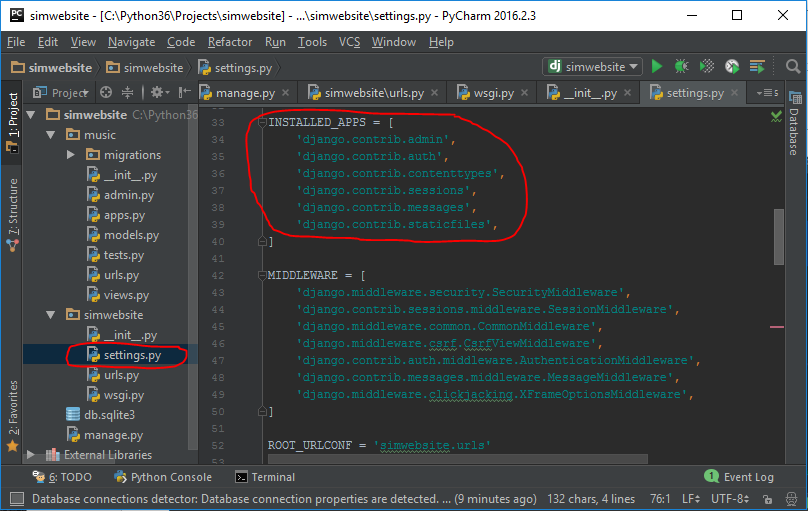 simwebsite - [C:\Python36\Projects\simwebsite] - ...\simwebsite\settings.py - PyCharm 2016.2.3
File Edit View Navigate Code Refactor Run Tools VCS Window Help
simwebsite simwebsite settings.py simwebsite
Project manage.py simwebsite\urls.py wsgi.py __init__.py settings.py
1: Project
7: Structure
2: Favorites
Database
simwebsite C:\Python36
music
migrations
__init__.py
admin.py
apps.py
models.py
tests.py
urls.py
views.py
simwebsite
__init__.py
settings.py
urls.py
wsgi.py
db.sqlite3
manage.py
External Libraries
32
33 INSTALLED_APPS = [
34 'django.contrib.admin',
35 'django.contrib.auth',
36 'django.contrib.contenttypes',
37 'django.contrib.sessions',
38 'django.contrib.messages',
39 'django.contrib.staticfiles',
40 ]
41
42 MIDDLEWARE = [
43 'django.middleware.security.SecurityMiddleware',
44 'django.contrib.sessions.middleware.SessionMiddleware',
45 'django.middleware.common.CommonMiddleware',
46 'django.middleware.csrf.CsrfViewMiddleware',
47 'django.contrib.auth.middleware.AuthenticationMiddleware',
48 'django.contrib.messages.middleware.MessageMiddleware',
49 'django.middleware.clickjacking.XFrameOptionsMiddleware',
50 ]
51
52 ROOT_URLCONF = 'simwebsite.urls'
53
6: TODO Python Console Terminal 1 Event Log
Database connections detector: Database connection properties are detected. ... (9 minutes ago) 132 chars, 4 lines 76:1 LF÷ UTF-8÷